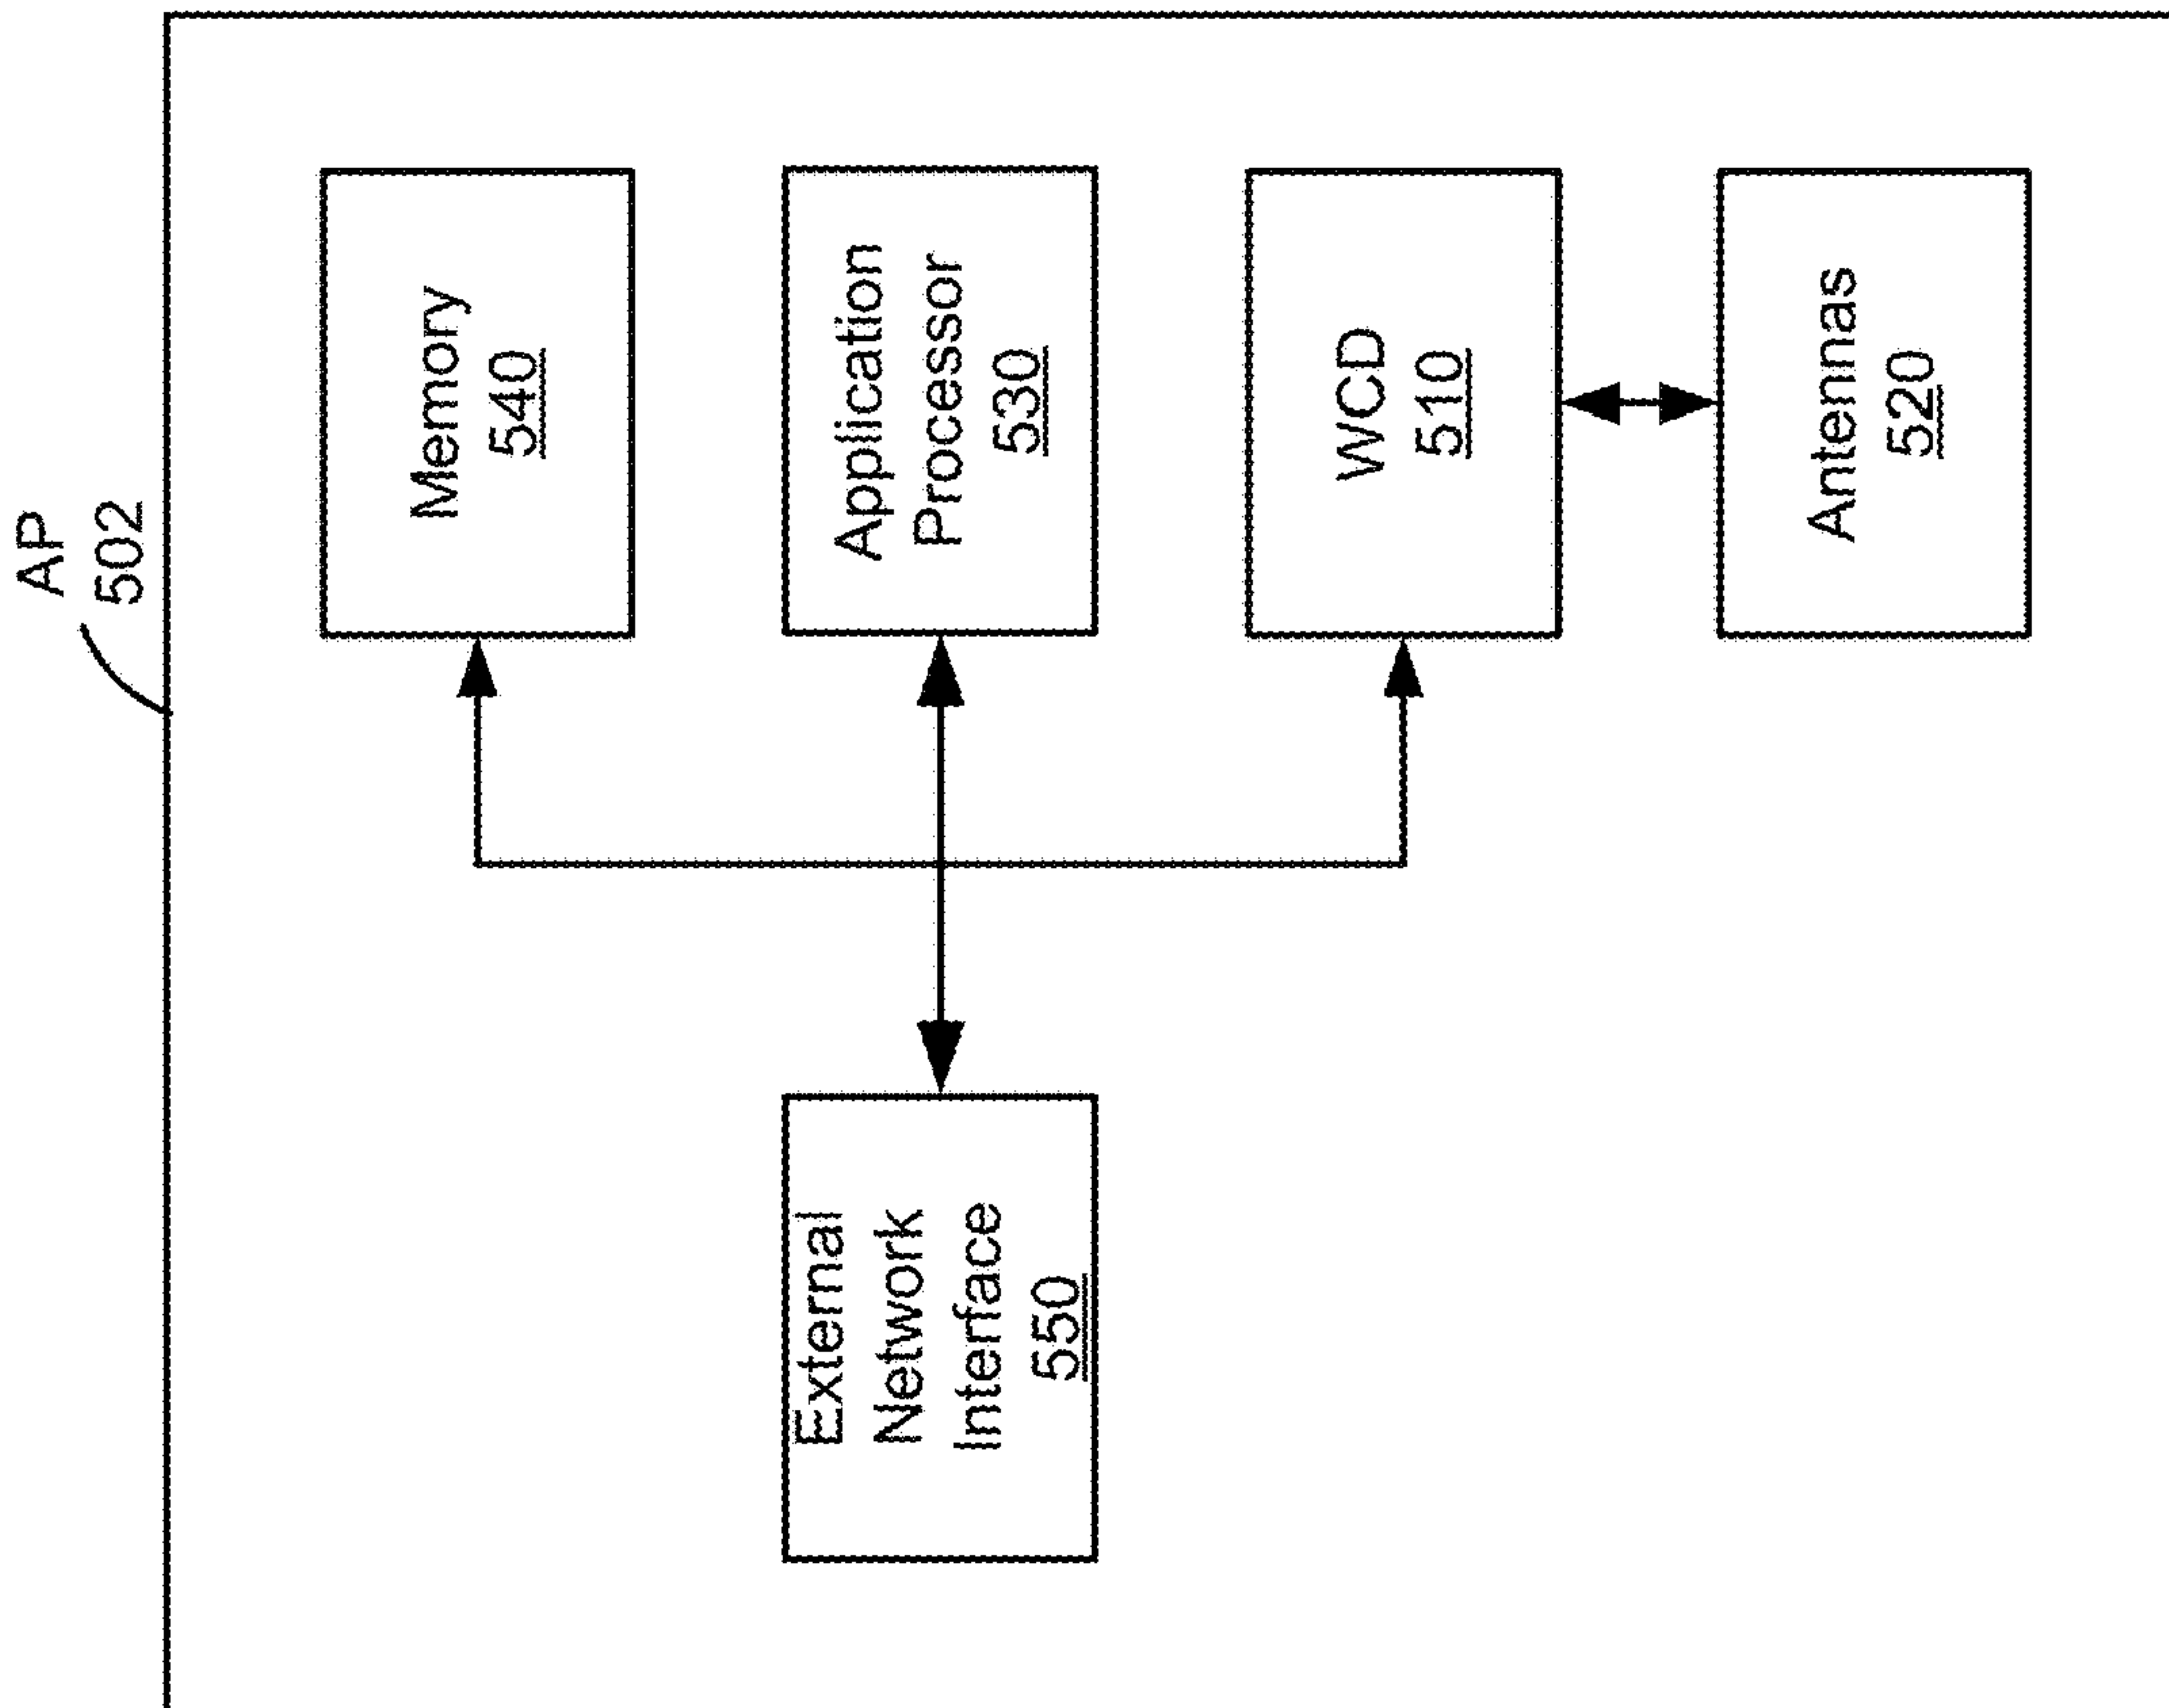 AP
502
Memory
540
Application
Processor
530
WCD
510
Antennas
520
External
Network
Interface
550